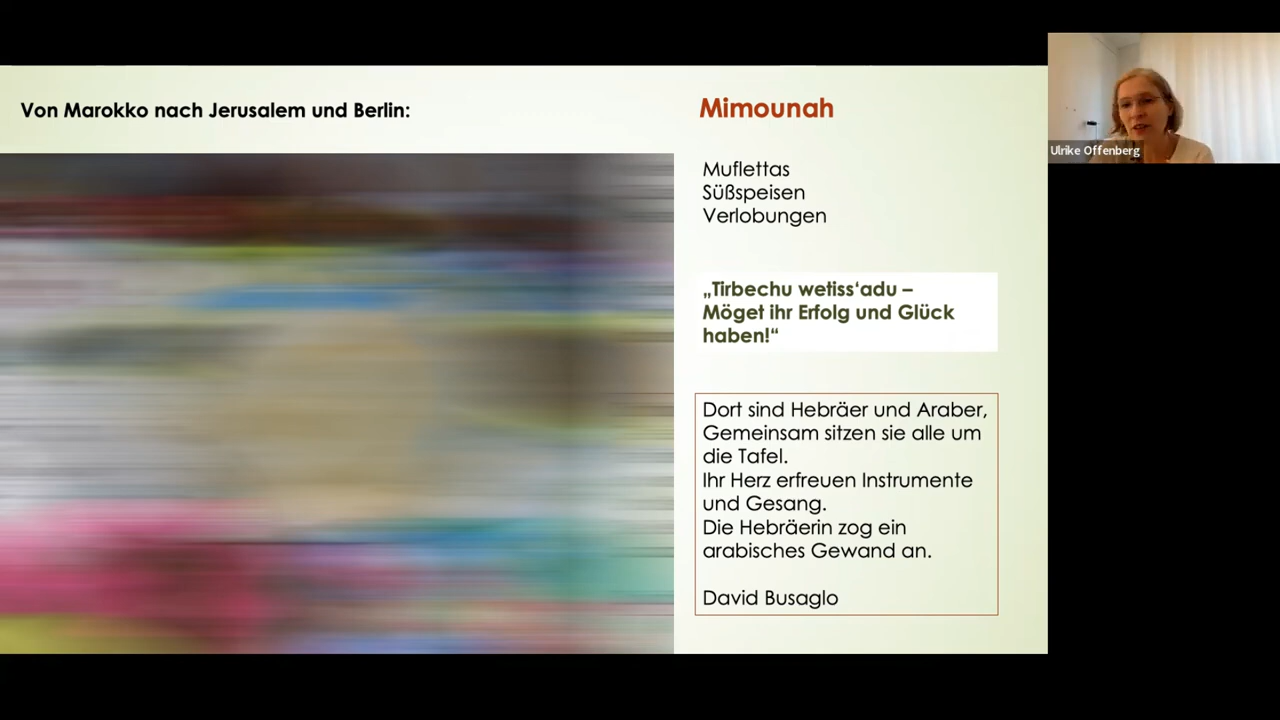 Von Marokko nach Jerusalem und Berlin:
Mimounah
Muflettas
Süßspeisen
Verlobungen
„Tirbechu wetiss‘adu –
Möget ihr Erfolg und Glück
haben!“
Dort sind Hebräer und Araber,
Gemeinsam sitzen sie alle um
die Tafel.
Ihr Herz erfreuen Instrumente
und Gesang.
Die Hebräerin zog ein
arabisches Gewand an.
David Busaglo
Ulrike Offenberg